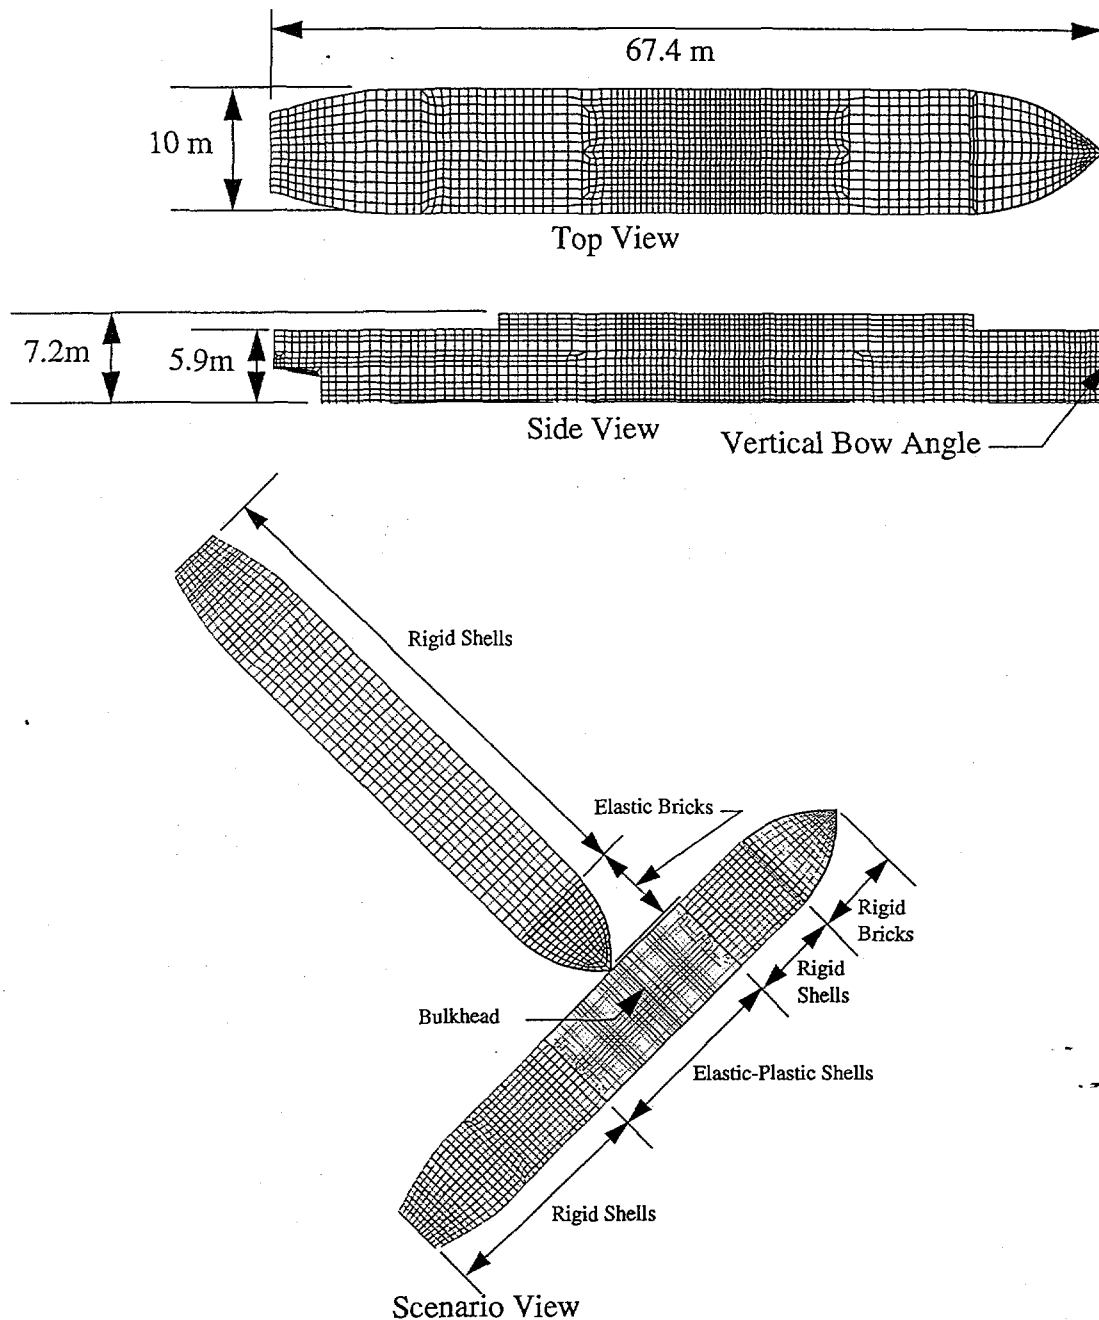 67.4 m
10 m
Top View
7.2m
5.9m
Side View
Vertical Bow Angle
Rigid Shells
Elastic Bricks
Rigid
Bricks
Rigid
Shells
Bulkhead
Elastic-Plastic Shells
Rigid Shells
Scenario View